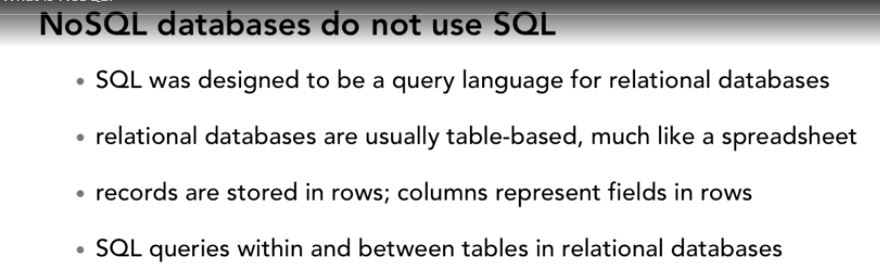 NoSQL databases do not use SQL
• SQL was designed to be a query language for relational databases
• relational databases are usually table-based, much like a spreadsheet
• records are stored in rows; columns represent fields in rows
• SQL queries within and between tables in relational databases